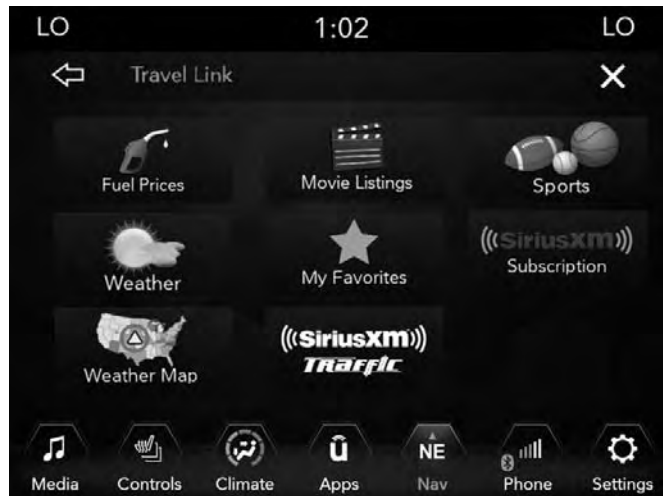 LO 1:02 LO
Travel Link
Fuel Prices Movie Listings Sports
((SiriusXM))
Weather My Favorites Subscription
((SiriusXM))
Weather Map Traffic
û NE
Media Controls Climate Apps Nav Phone Settings